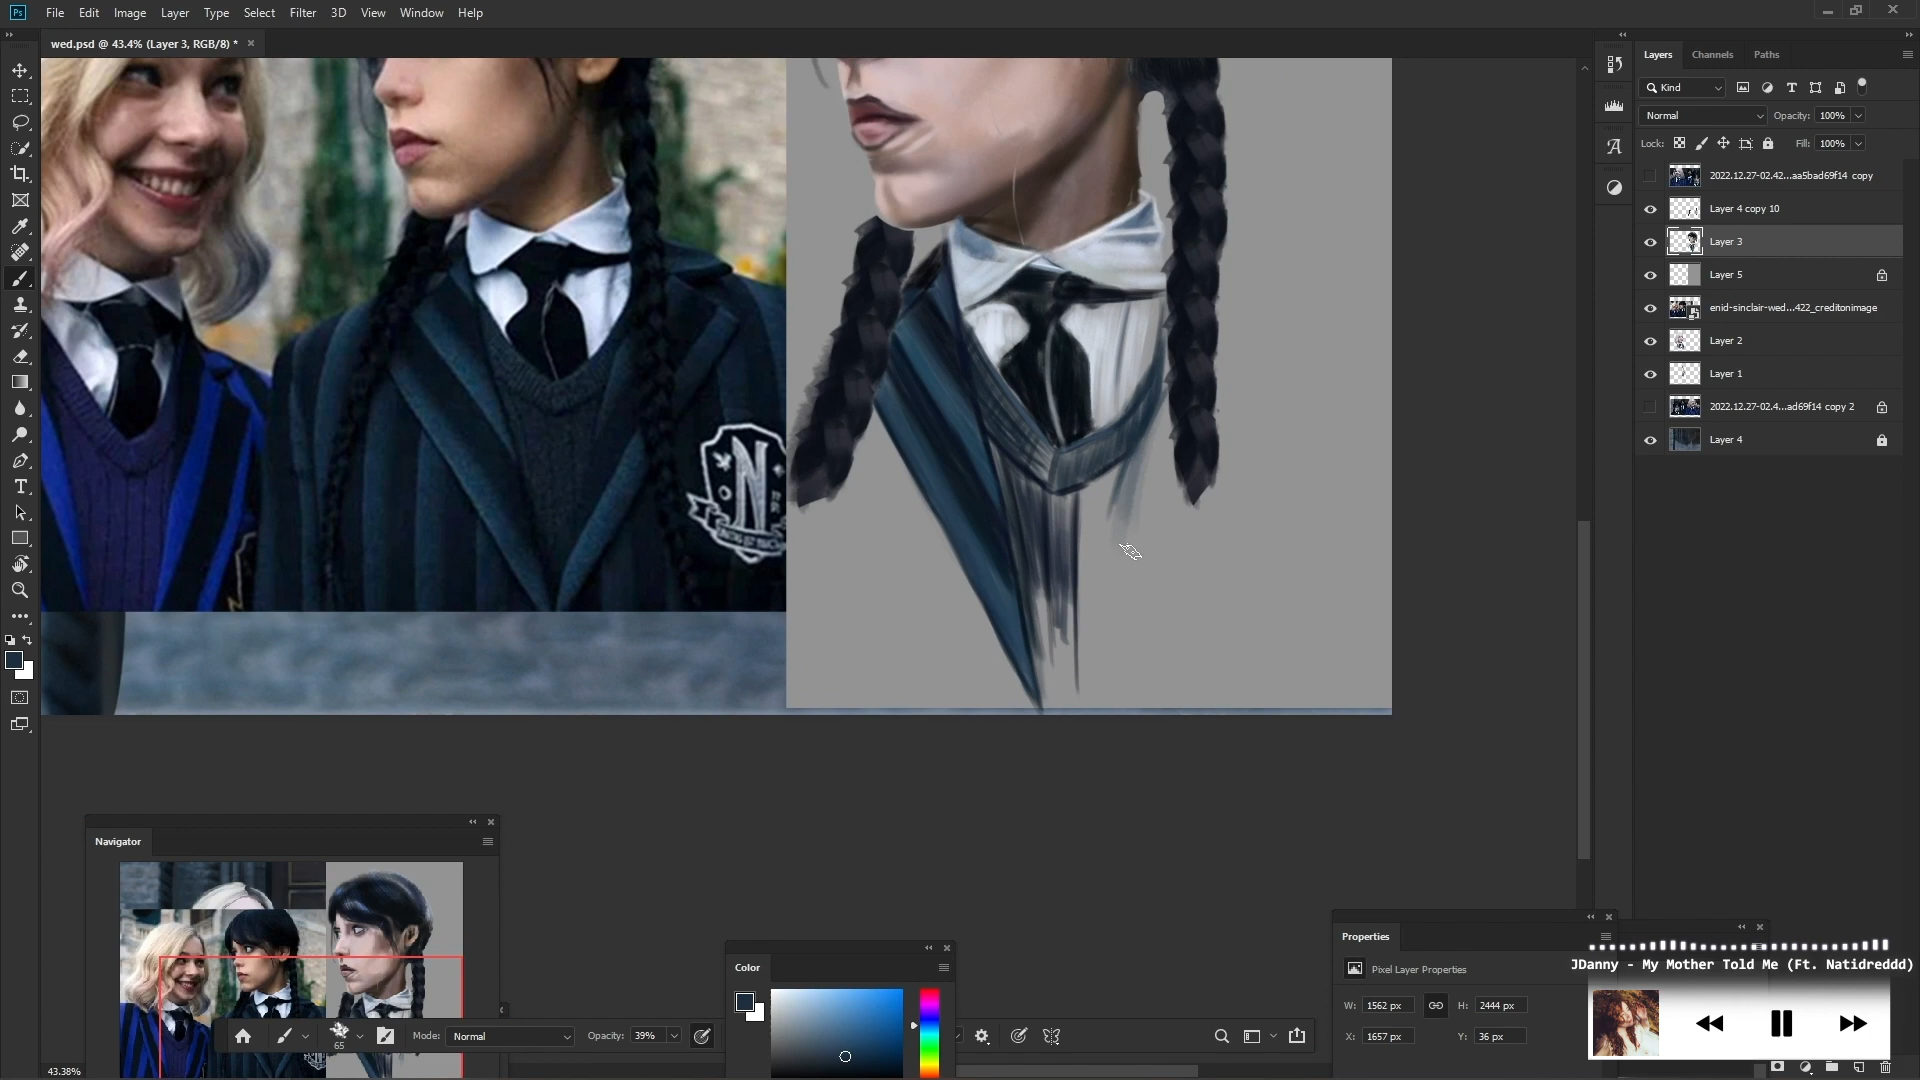 Ps File Edit Image Layer Type Select Filter 3D View Window Help
wed.psd @ 43.4% (Layer 3, RGB/8) *
Layers Channels Paths
Kind
Normal Opacity: 100%
Lock: Fill: 100%
2022.12.27-02.42...aa5bad69f14 copy
Layer 4 copy 10
Layer 3
Layer 5
enid-sinclair-wed...422_creditonimage
Layer 2
Layer 1
2022.12.27-02.4...ad69f14 copy 2
Layer 4
N
Navigator
65
Mode: Normal Opacity: 39%
43.38%
Color
Properties
Pixel Layer Properties
W: 1562 px H: 2444 px
X: 1657 px Y: 36 px
JDanny - My Mother Told Me (Ft. Natidreddd)